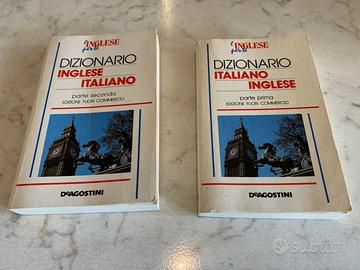 l'INGLESE
per te
DIZIONARIO
INGLESE
ITALIANO
parte seconda
EDIZIONE FUORI COMMERCIO
DEAGOSTINI
l'INGLESE
per te
DIZIONARIO
ITALIANO
INGLESE
parte prima
EDIZIONE FUORI COMMERCIO
DEAGOSTINI
subito